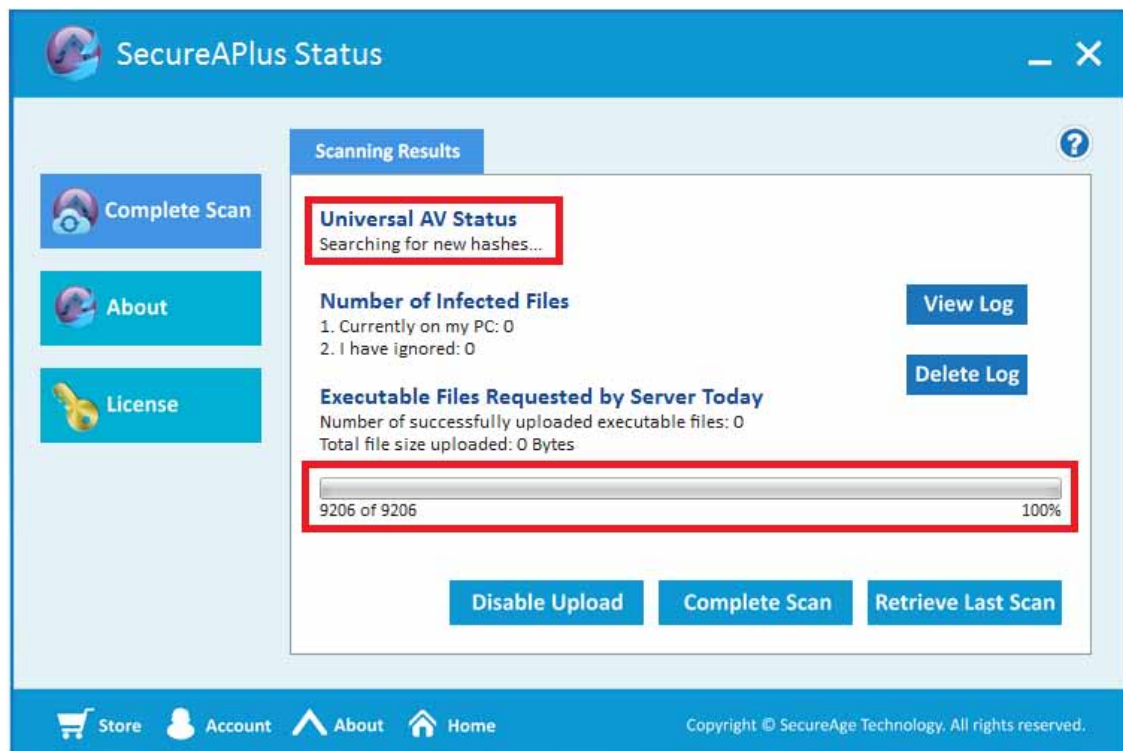 SecureAPlus Status
Scanning Results
?
Complete Scan
Universal AV Status
Searching for new hashes...
About
Number of Infected Files
1. Currently on my PC: 0
2. I have ignored: 0
View Log
Delete Log
License
Executable Files Requested by Server Today
Number of successfully uploaded executable files: 0
Total file size uploaded: 0 Bytes
9206 of 9206 100%
Disable Upload Complete Scan Retrieve Last Scan
Store Account About Home Copyright © SecureAge Technology. All rights reserved.